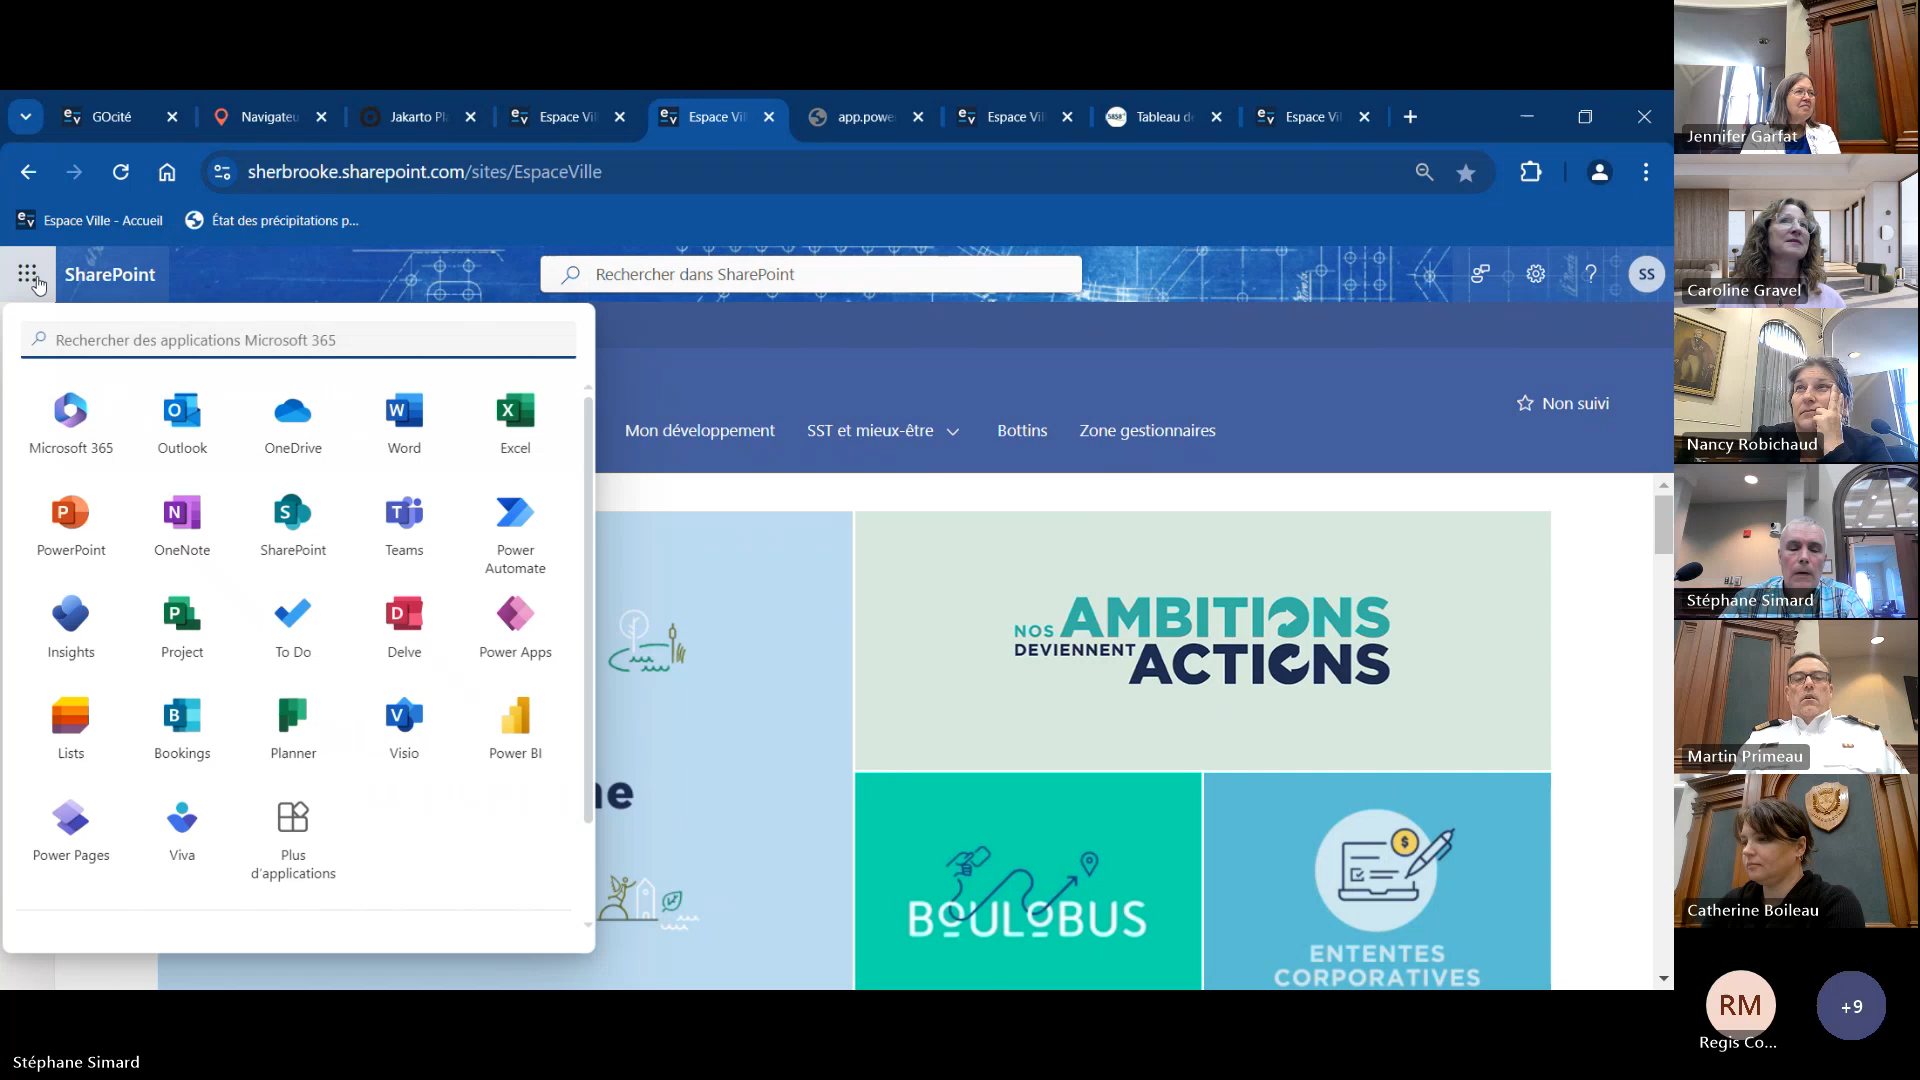 GOcité
Navigateu
Jakarto Pl
Espace Vil
Espace Vil
app.powe
Espace Vil
Tableau d
Espace Vil
sherbrooke.sharepoint.com/sites/EspaceVille
Espace Ville - Accueil
État des précipitations p...
SharePoint
Rechercher dans SharePoint
SS
Rechercher des applications Microsoft 365
Microsoft 365
Outlook
OneDrive
Word
Excel
PowerPoint
OneNote
SharePoint
Teams
Power
Automate
Insights
Project
To Do
Delve
Power Apps
Lists
Bookings
Planner
Visio
Power BI
Power Pages
Viva
Plus
d'applications
Non suivi
Mon développement
SST et mieux-être
Bottins
Zone gestionnaires
NOS AMBITIONS
DEVIENNENT ACTIONS
ne
BOULOBUS
ENTENTES
CORPORATIVES
Jennifer Garfat
Caroline Gravel
Nancy Robichaud
Stéphane Simard
Martin Primeau
Catherine Boileau
RM
+9
Regis Co...
Stéphane Simard